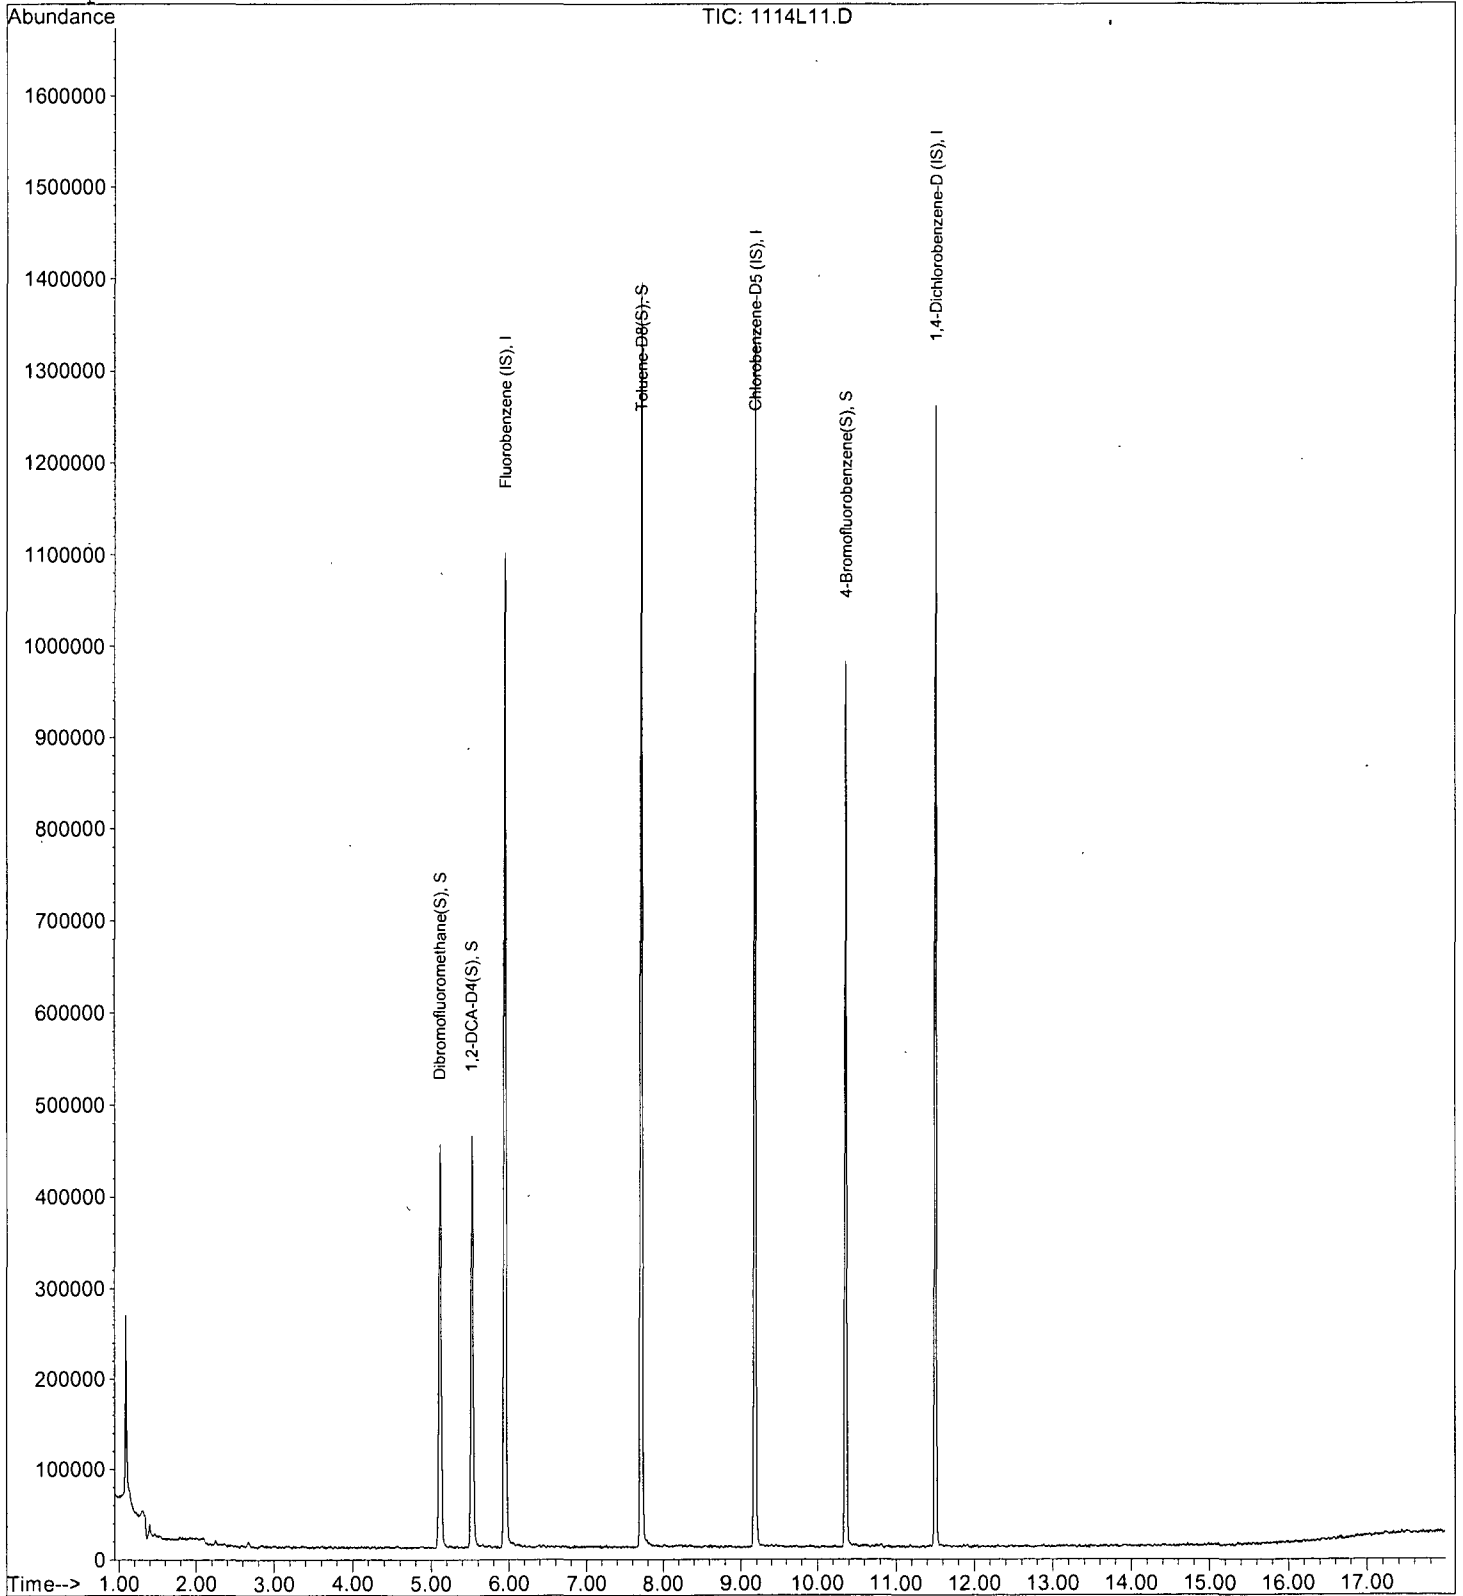 Abundance
TIC: 1114L11.D
1600000
1500000
1400000
1300000
1200000
1100000
1000000
900000
800000
700000
600000
500000
400000
300000
200000
100000
0
Dibromofluoromethane(S), S
1,2-DCA-D4(S), S
Fluorobenzene (IS), I
Toluene-D8(S), S
Chlorobenzene-D5 (IS), I
4-Bromofluorobenzene(S), S
1,4-Dichlorobenzene-D (IS), I
Time--> 1.00 2.00 3.00 4.00 5.00 6.00 7.00 8.00 9.00 10.00 11.00 12.00 13.00 14.00 15.00 16.00 17.00